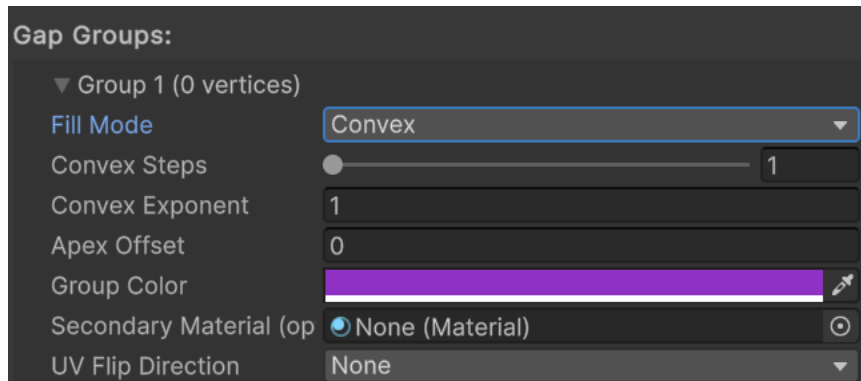 Gap Groups:
Group 1 (0 vertices)
Fill Mode Convex
Convex Steps 1
Convex Exponent 1
Apex Offset 0
Group Color
Secondary Material (op None (Material)
UV Flip Direction None